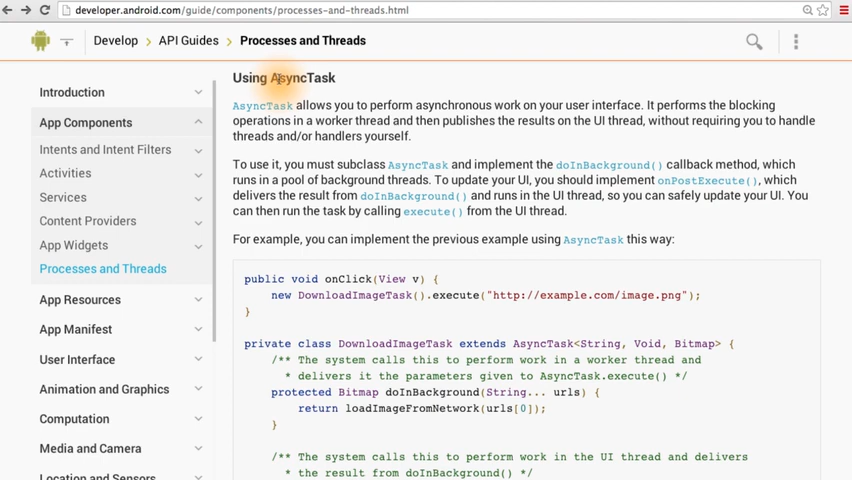 developer.android.com/guide/components/processes-and-threads.html
Develop > API Guides > Processes and Threads
Introduction
App Components
Intents and Intent Filters
Activities
Services
Content Providers
App Widgets
Processes and Threads
App Resources
App Manifest
User Interface
Animation and Graphics
Computation
Media and Camera
Location and Sensors
Using AsyncTask
AsyncTask allows you to perform asynchronous work on your user interface. It performs the blocking
operations in a worker thread and then publishes the results on the UI thread, without requiring you to handle
threads and/or handlers yourself.
To use it, you must subclass AsyncTask and implement the doInBackground() callback method, which
runs in a pool of background threads. To update your UI, you should implement onPostExecute(), which
delivers the result from doInBackground() and runs in the UI thread, so you can safely update your UI. You
can then run the task by calling execute() from the UI thread.
For example, you can implement the previous example using AsyncTask this way:
public void onClick(View v) {
new DownloadImageTask().execute("http://example.com/image.png");
}
private class DownloadImageTask extends AsyncTask<String, Void, Bitmap> {
/** The system calls this to perform work in a worker thread and
* delivers it the parameters given to AsyncTask.execute() */
protected Bitmap doInBackground(String... urls) {
return loadImageFromNetwork(urls[0]);
}
/** The system calls this to perform work in the UI thread and delivers
* the result from doInBackground() */